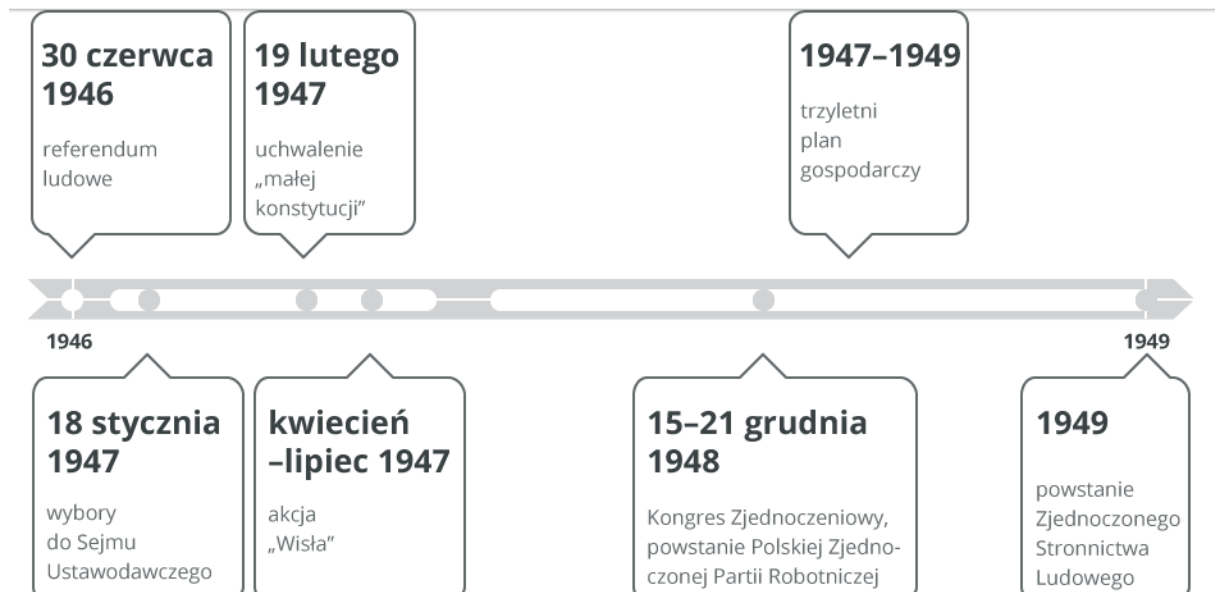 30 czerwca
1946
referendum
ludowe
19 lutego
1947
uchwalenie
„małej
konstytucji”
1947–1949
trzyletni
plan
gospodarczy
1946
1949
18 stycznia
1947
wybory
do Sejmu
Ustawodawczego
kwiecień
–lipiec 1947
akcja
„Wisła”
15–21 grudnia
1948
Kongres Zjednoczeniowy,
powstanie Polskiej Zjedno-
czonej Partii Robotniczej
1949
powstanie
Zjednoczonego
Stronnictwa
Ludowego